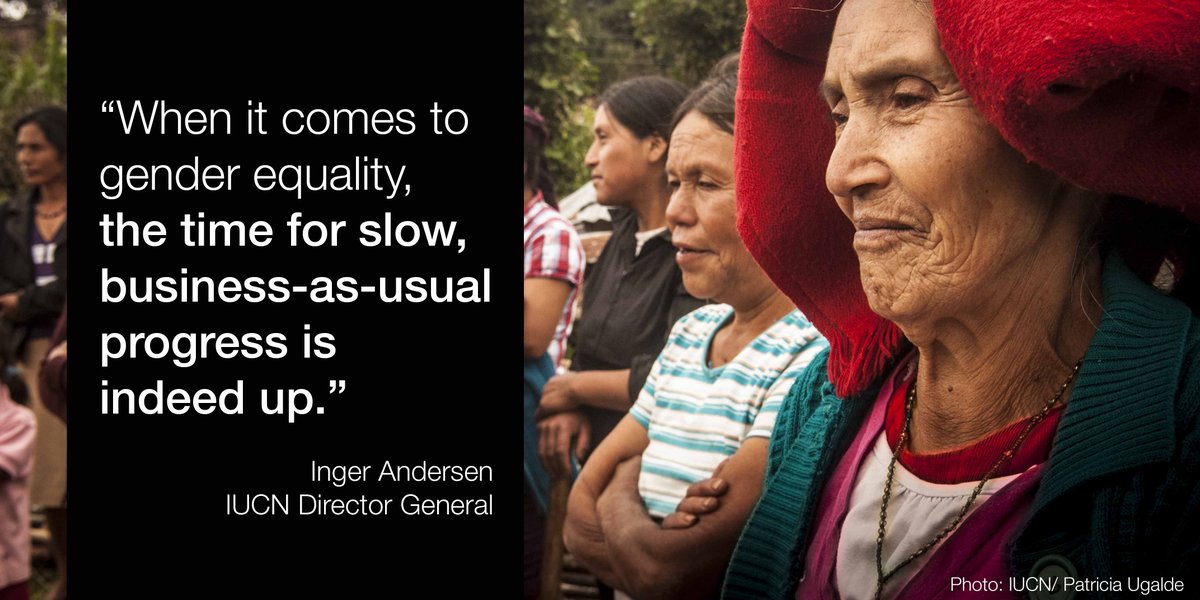 “When it comes to
gender equality,
the time for slow,
business-as-usual
progress is
indeed up.”
Inger Andersen
IUCN Director General
Photo: IUCN/ Patricia Ugalde